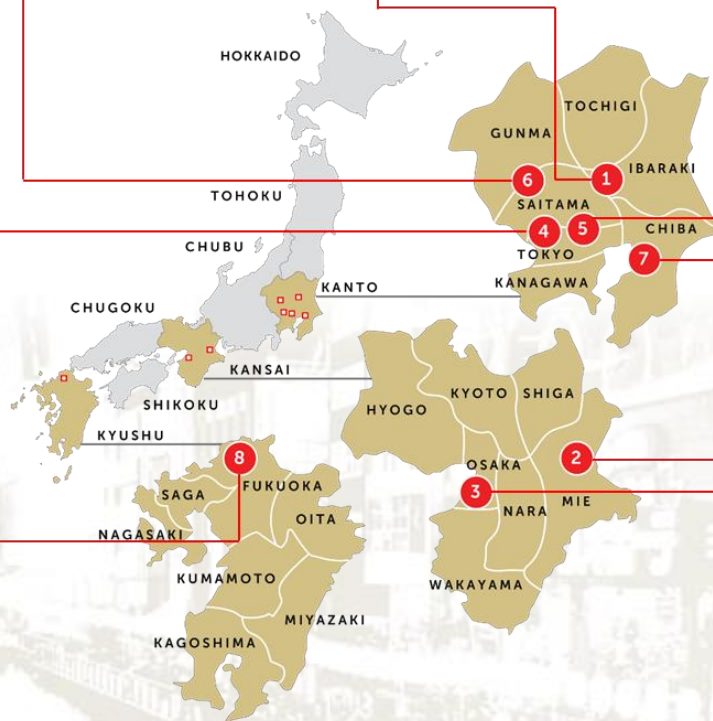 HOKKAIDO
TOHOKU
CHUBU
CHUGOKU
KANTO
KANSAI
SHIKOKU
KYUSHU
TOCHIGI
GUNMA
IBARAKI
6
1
SAITAMA
4
5
CHIBA
TOKYO
7
KANAGAWA
KYOTO
SHIGA
HYOGO
OSAKA
2
3
NARA
MIE
WAKAYAMA
8
SAGA
FUKUOKA
OITA
NAGASAKI
KUMAMOTO
MIYAZAKI
KAGOSHIMA